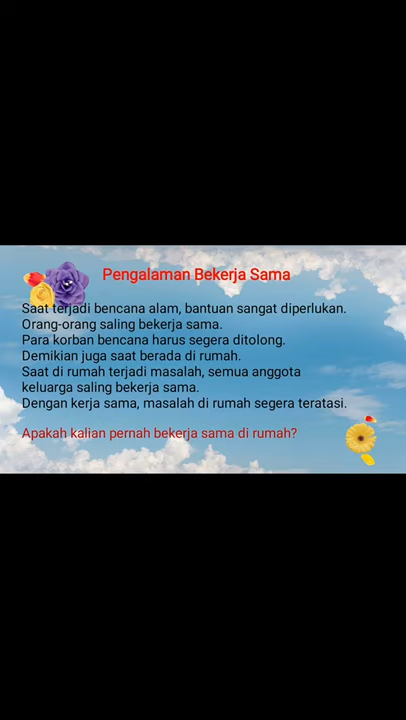 Pengalaman Bekerja Sama
Saat terjadi bencana alam, bantuan sangat diperlukan.
Orang-orang saling bekerja sama.
Para korban bencana harus segera ditolong.
Demikian juga saat berada di rumah.
Saat di rumah terjadi masalah, semua anggota
keluarga saling bekerja sama.
Dengan kerja sama, masalah di rumah segera teratasi.
Apakah kalian pernah bekerja sama di rumah?